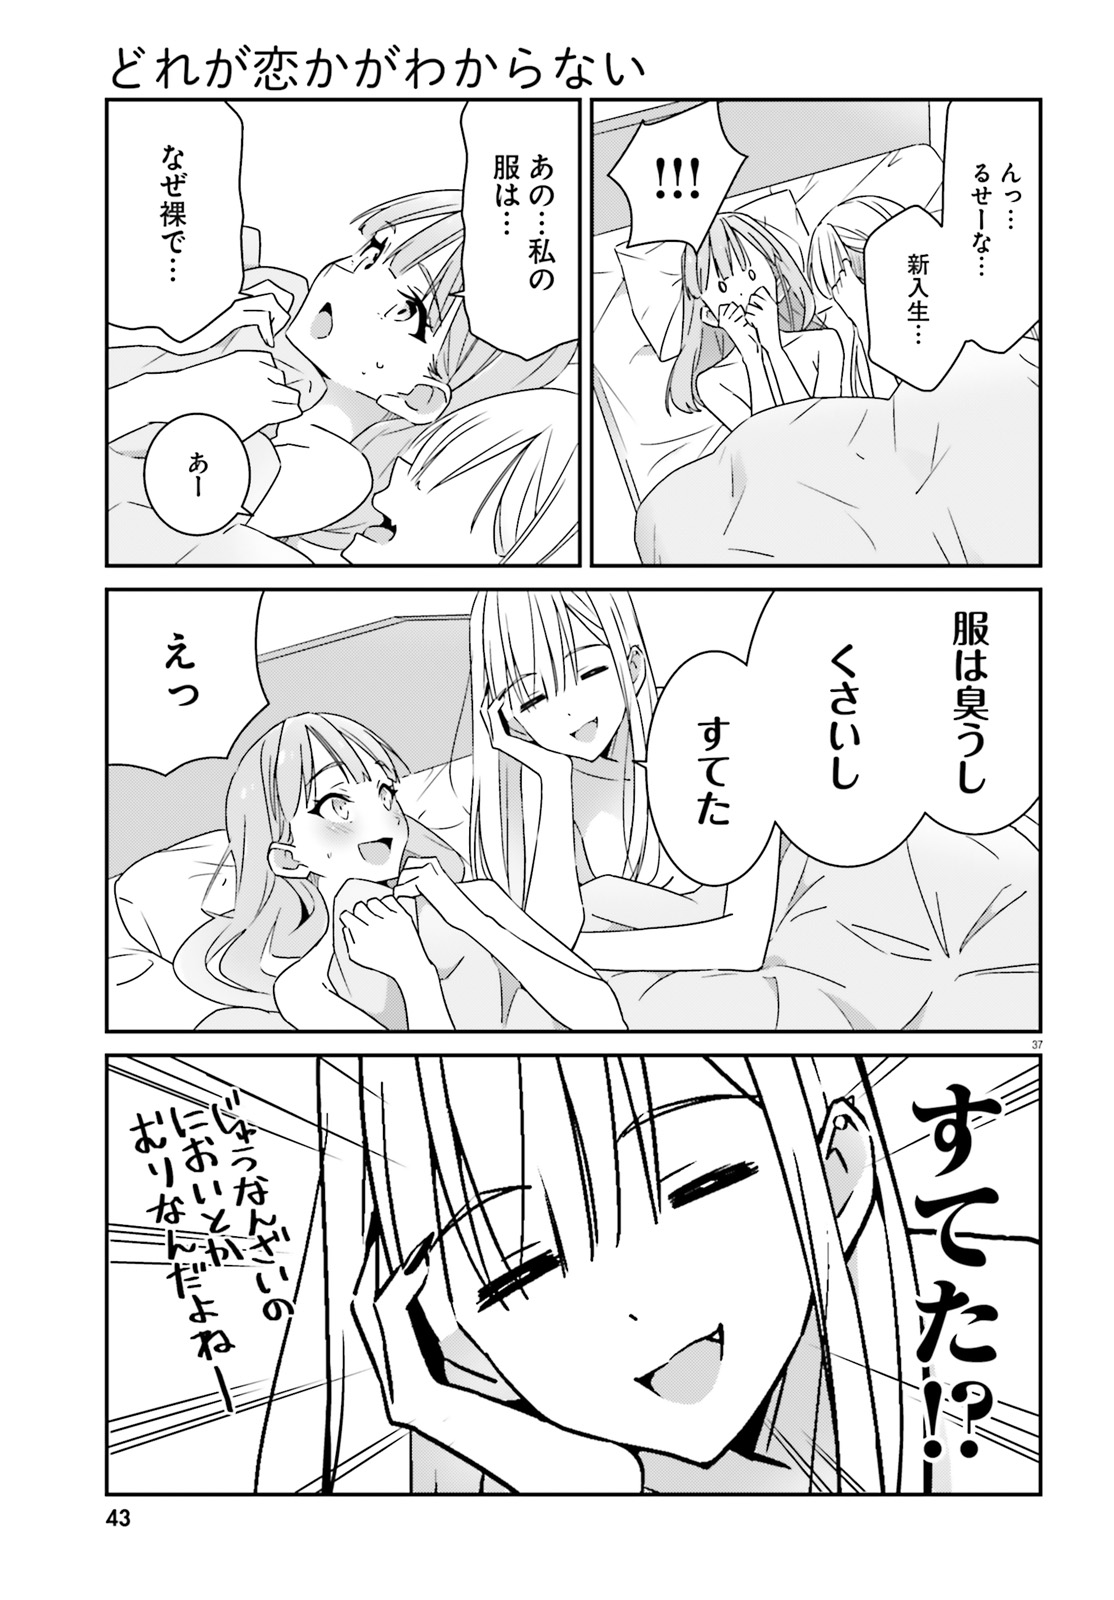 どれが恋かがわからない
んっ…
るせーな…
新入生…
!!!
あの…私の
服は…
なぜ裸で…
あー
服は臭うし
くさいし
すてた
えっ
37
すてた!?
じゅうなんざいの
においとか
むりなんだよねー
43